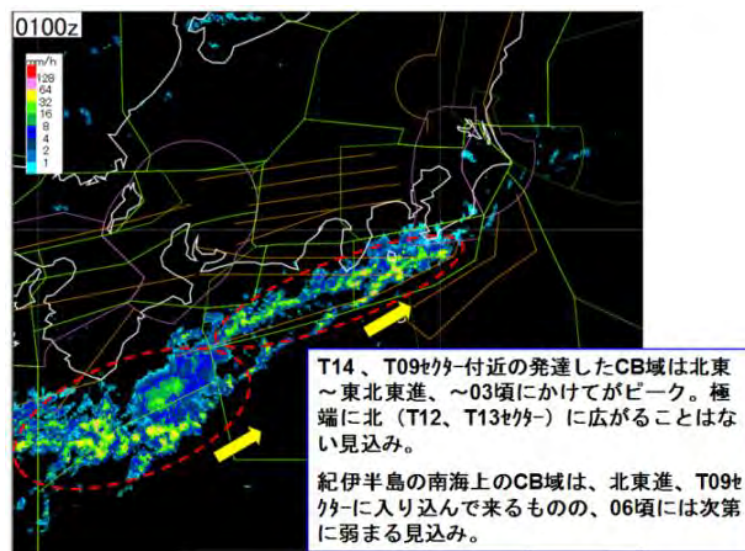 0100z
mm/h
128
64
32
16
8
4
2
1
T14 、T09ｾｸﾀｰ付近の発達したCB域は北東
～東北東進、～03頃にかけてがピーク。極
端に北（T12、T13ｾｸﾀｰ）に広がることはな
い見込み。
紀伊半島の南海上のCB域は、北東進、T09ｾ
ｸﾀｰに入り込んで来るものの、06頃には次第
に弱まる見込み。